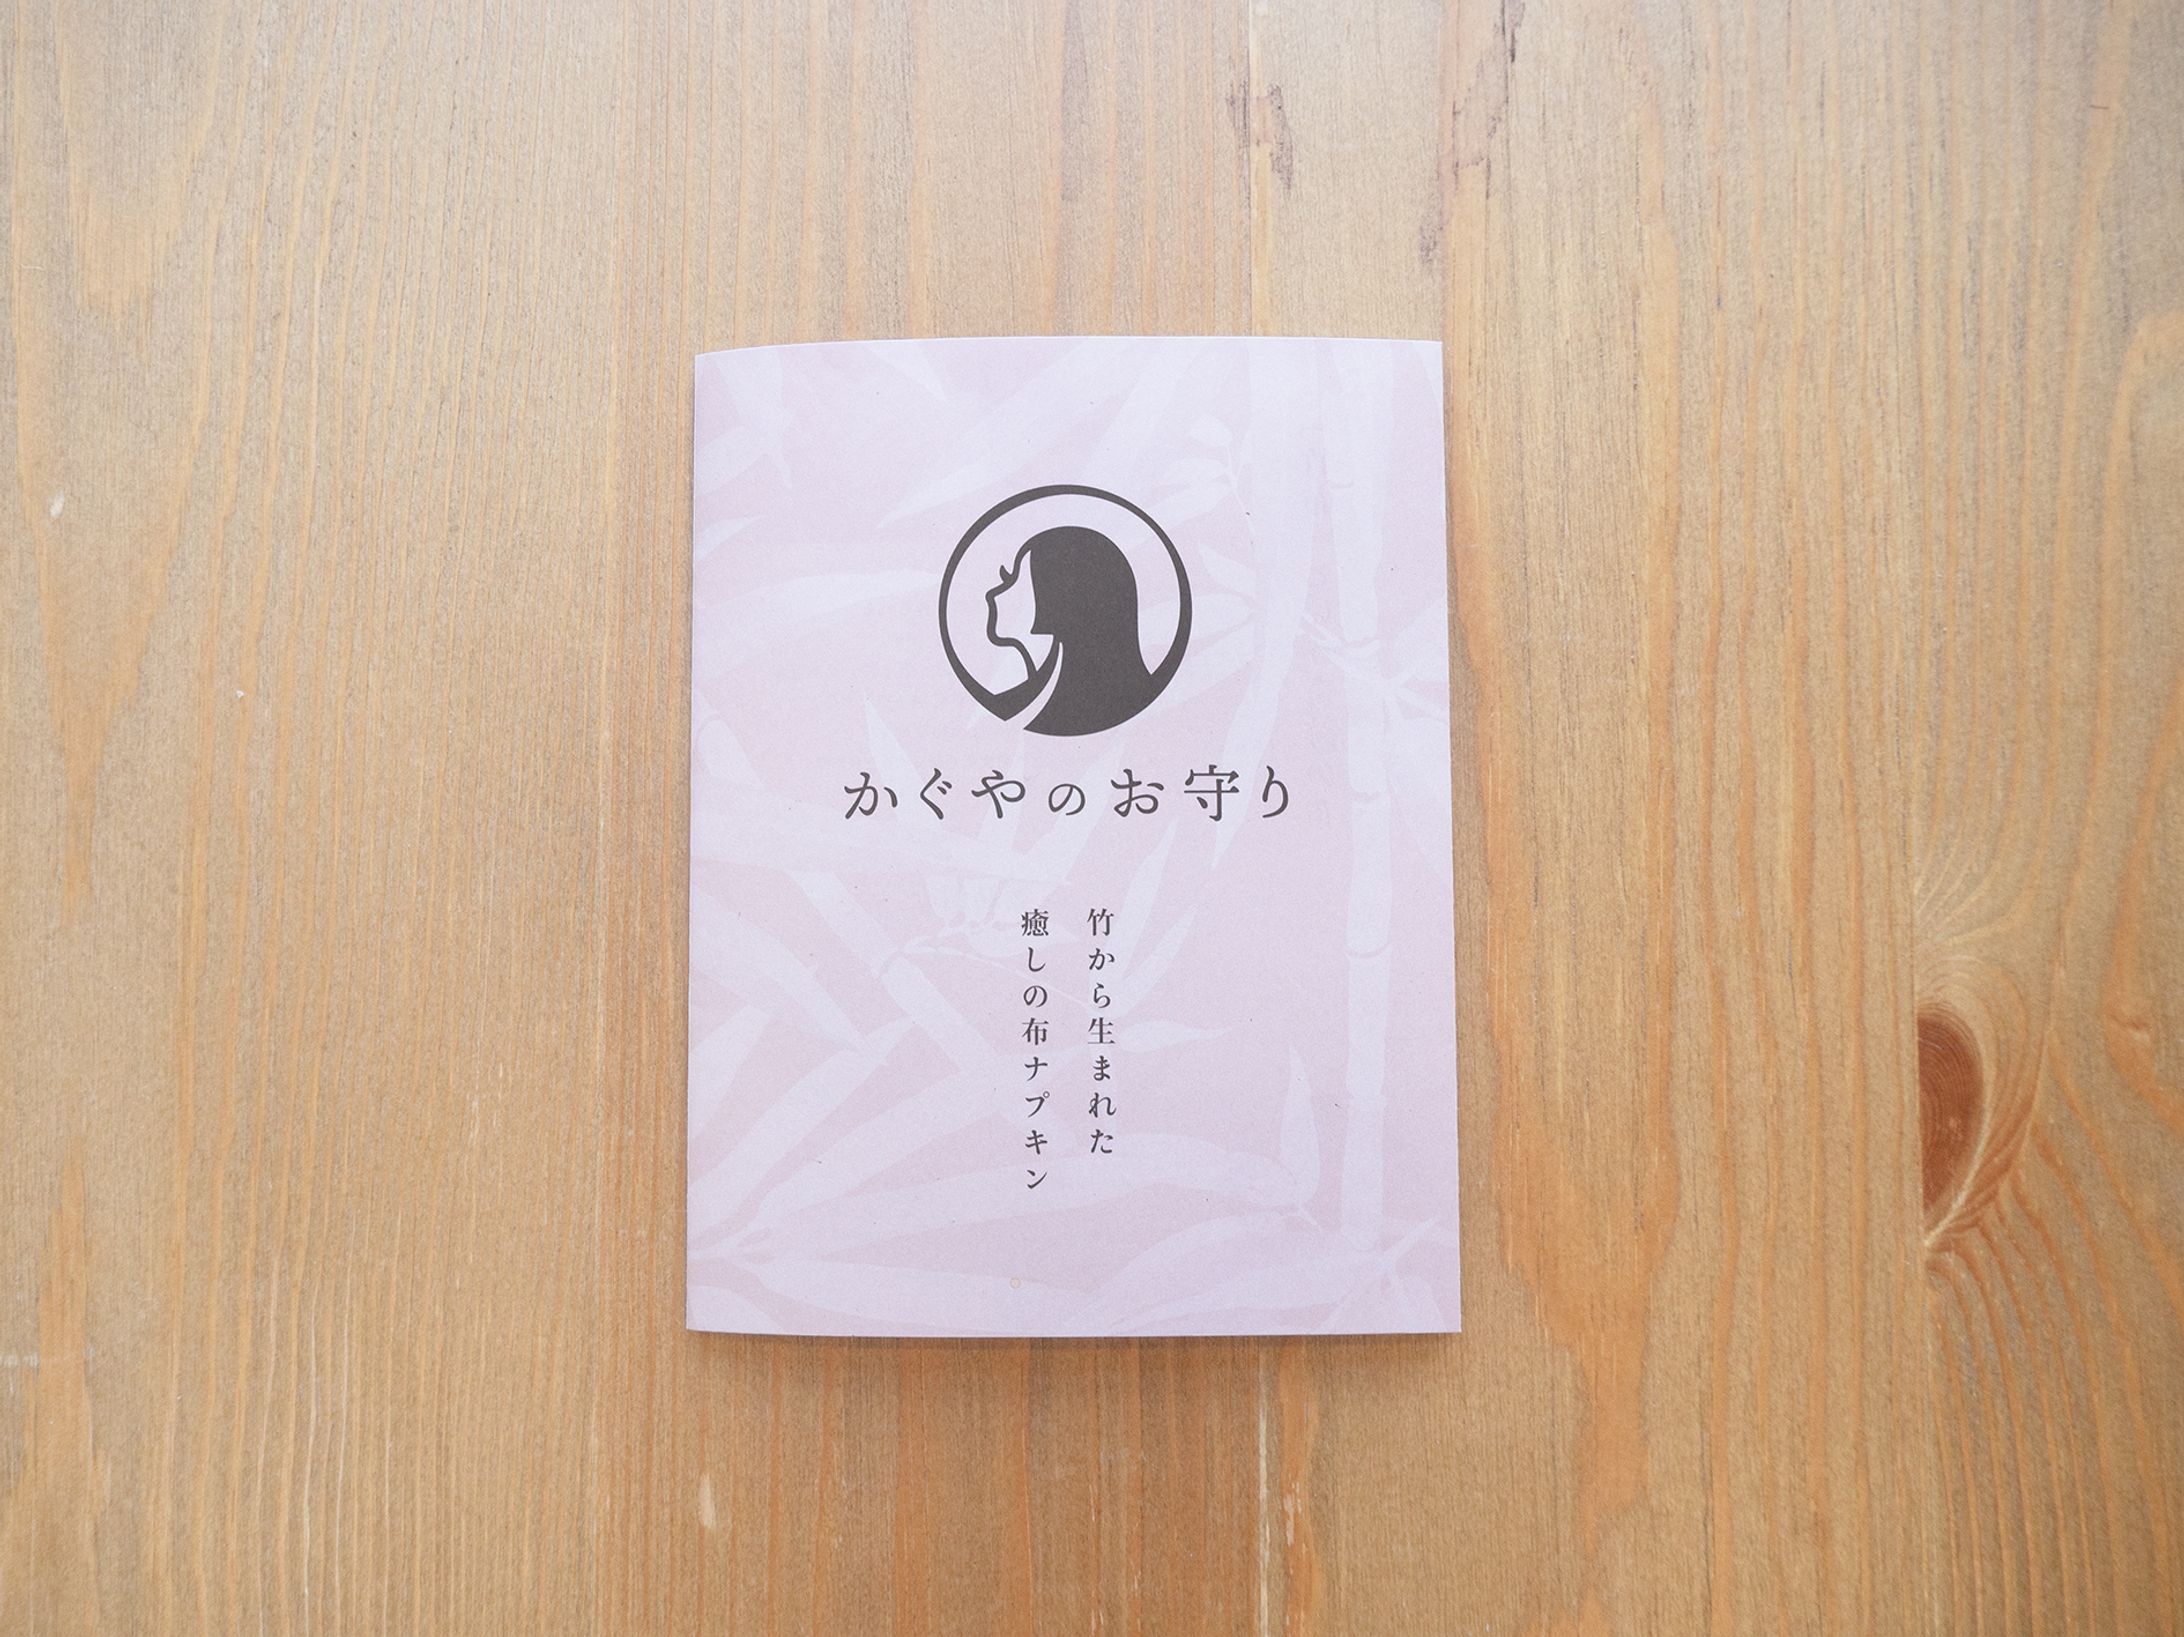 かぐやのお守り
竹から生まれた
癒しの布ナプキン